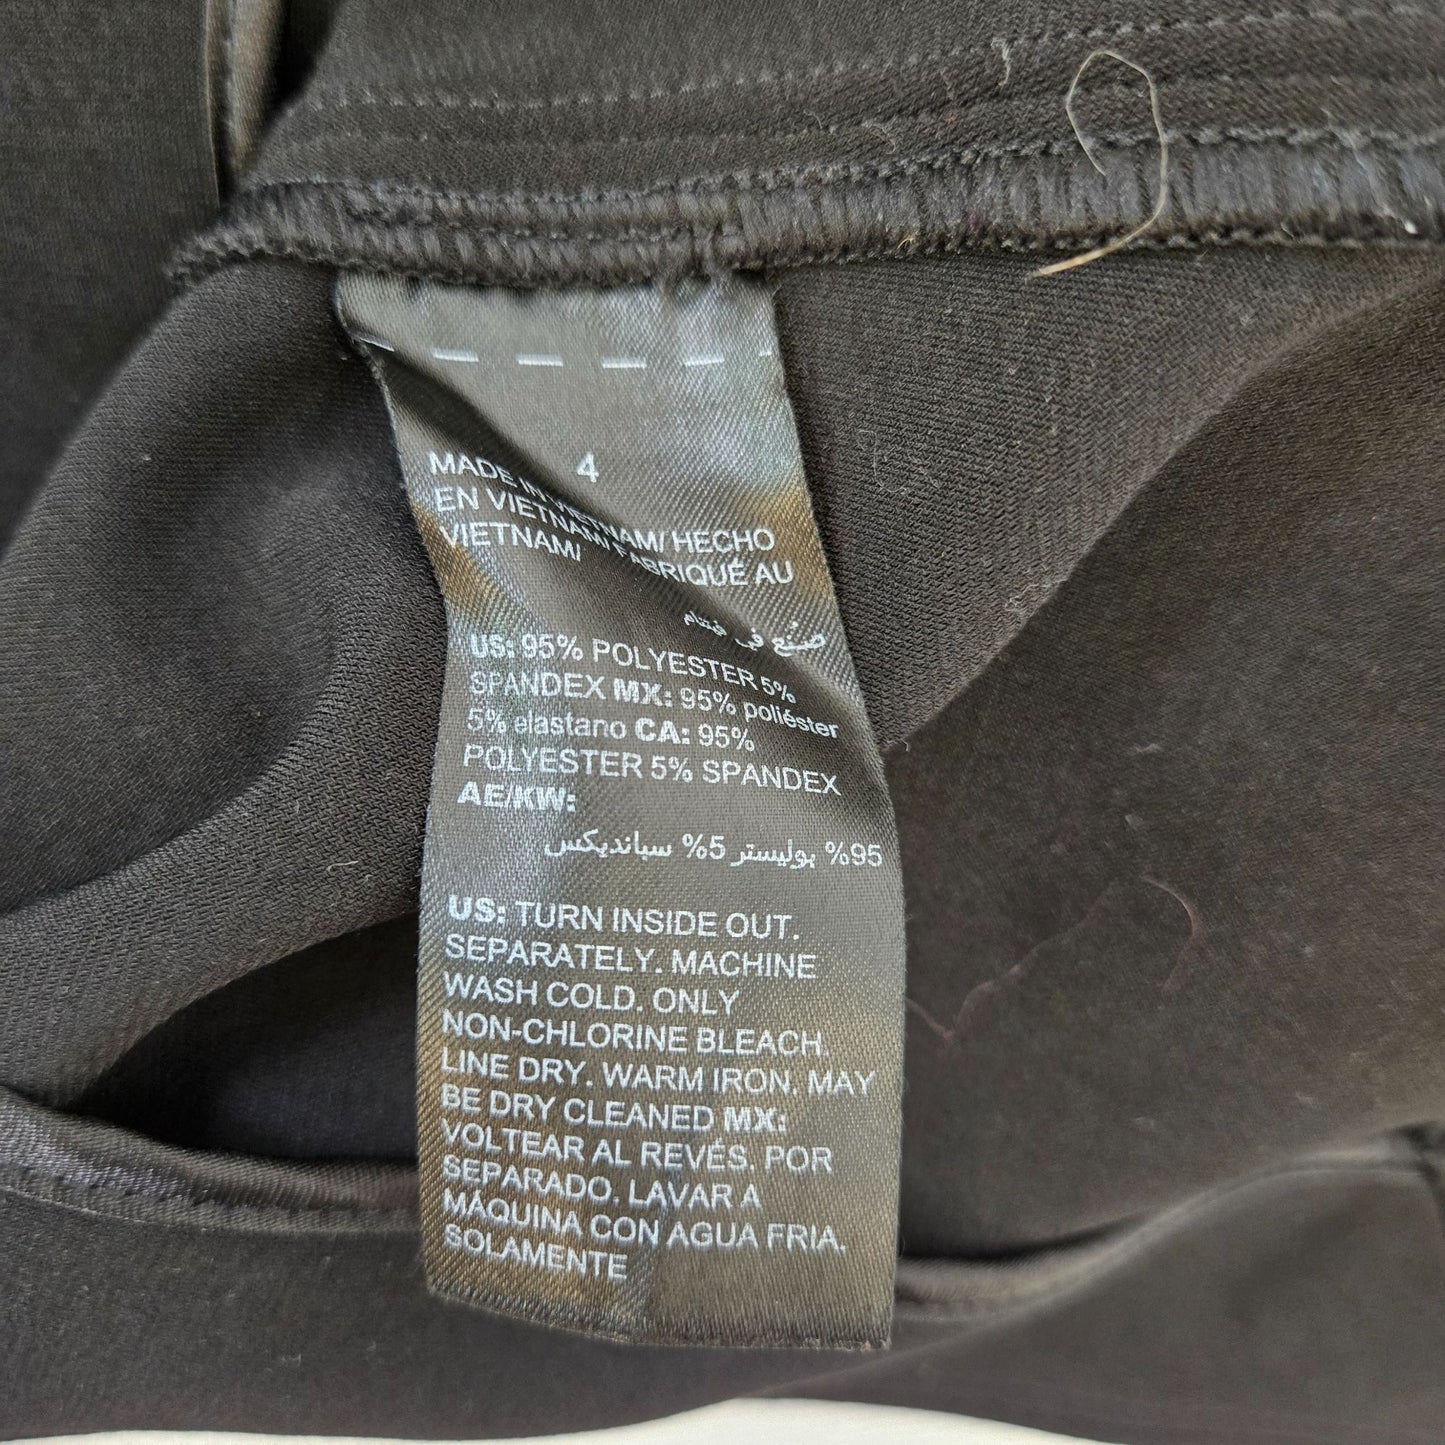 4
MADE IN VIETNAM/ HECHO
EN VIETNAM/ FABRIQUÉ AU
VIETNAM/
صُنّع في فيتنام
US: 95% POLYESTER 5%
SPANDEX MX: 95% poliéster
5% elastano CA: 95%
POLYESTER 5% SPANDEX
AE/KW:
95% بوليستر 5% سبانديكس
US: TURN INSIDE OUT.
SEPARATELY. MACHINE
WASH COLD. ONLY
NON-CHLORINE BLEACH.
LINE DRY. WARM IRON. MAY
BE DRY CLEANED MX:
VOLTEAR AL REVÉS. POR
SEPARADO. LAVAR A
MÁQUINA CON AGUA FRIA.
SOLAMENTE